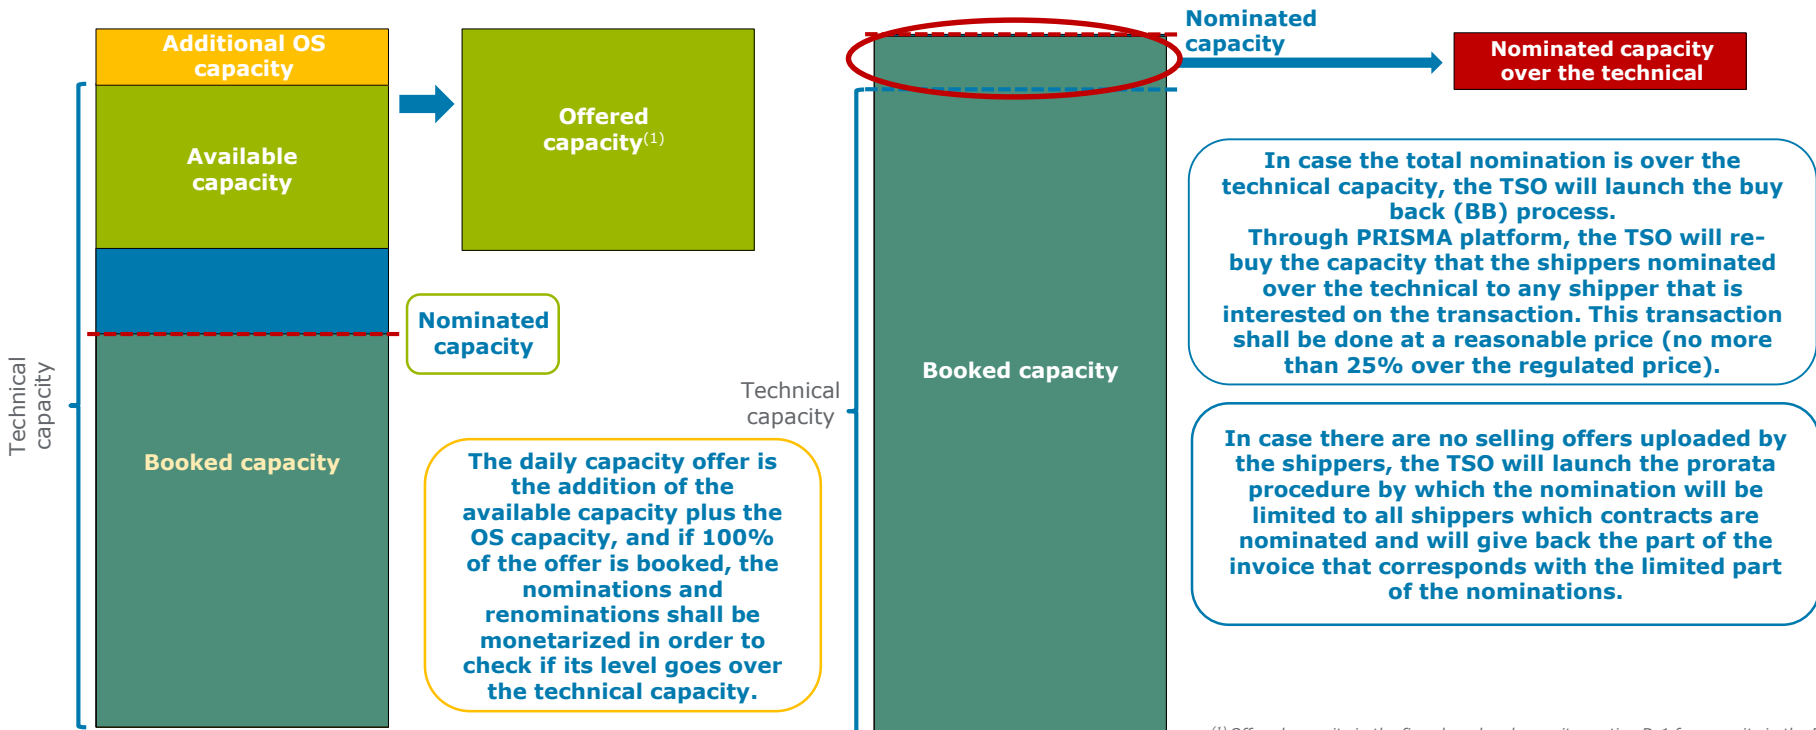 Additional OS
capacity
Available
capacity
Booked capacity
Technical
capacity
Offered
capacity(1)
Nominated
capacity
The daily capacity offer is
the addition of the
available capacity plus the
OS capacity, and if 100%
of the offer is booked, the
nominations and
renominations shall be
monetarized in order to
check if its level goes over
the technical capacity.
Technical
capacity
Booked capacity
Nominated
capacity
Nominated capacity
over the technical
In case the total nomination is over the
technical capacity, the TSO will launch the buy
back (BB) process.
Through PRISMA platform, the TSO will re-
buy the capacity that the shippers nominated
over the technical to any shipper that is
interested on the transaction. This transaction
shall be done at a reasonable price (no more
than 25% over the regulated price).
In case there are no selling offers uploaded by
the shippers, the TSO will launch the prorata
procedure by which the nomination will be
limited to all shippers which contracts are
nominated and will give back the part of the
invoice that corresponds with the limited part
of the nominations.